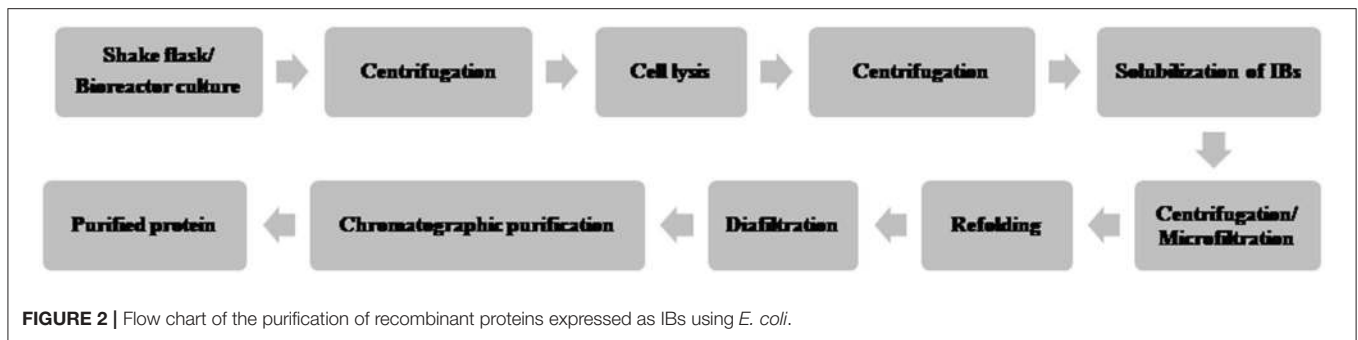 Shake flask/
Bioreactor culture
Centrifugation
Cell lysis
Centrifugation
Solubilization of IBs
Centrifugation/
Microfiltration
Refolding
Diafiltration
Chromatographic purification
Purified protein
FIGURE 2 | Flow chart of the purification of recombinant proteins expressed as IBs using E. coli.